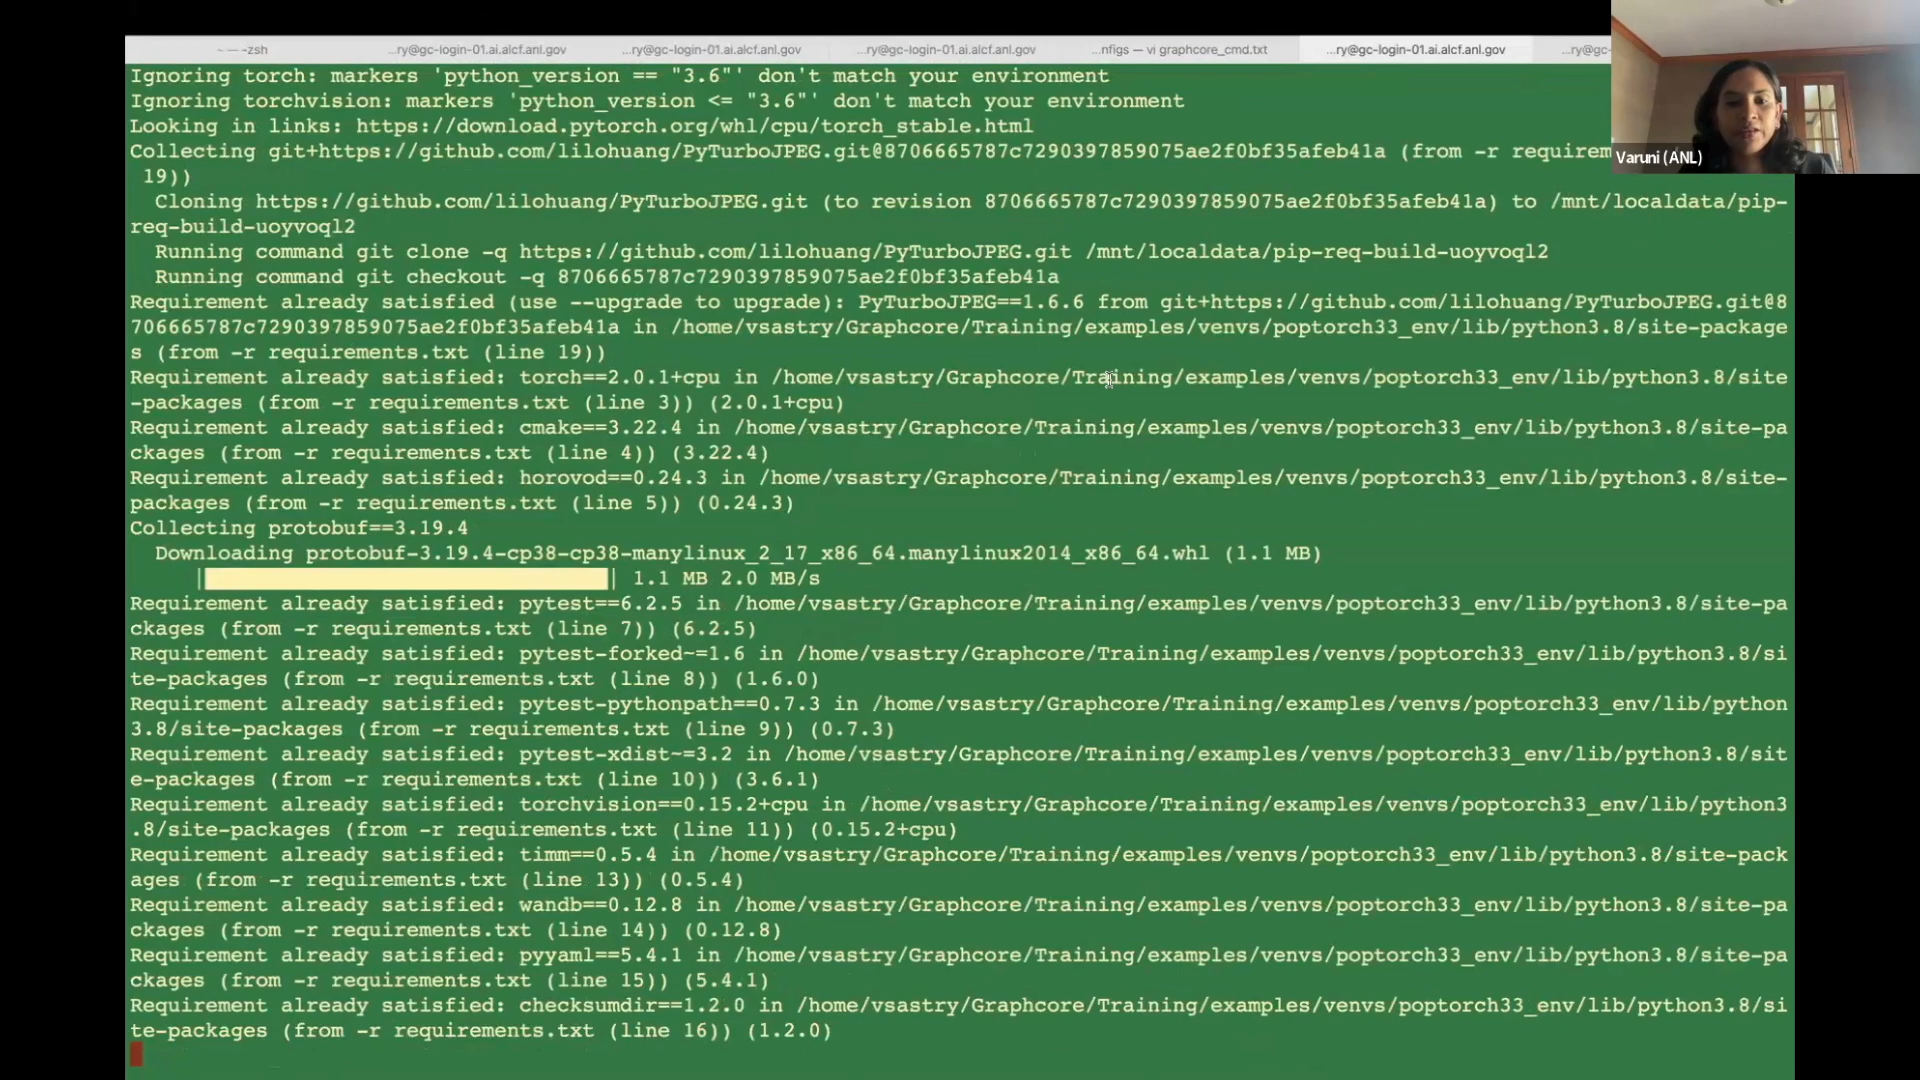 ~ — -zsh
...ry@gc-login-01.ai.alcf.anl.gov
...ry@gc-login-01.ai.alcf.anl.gov
...ry@gc-login-01.ai.alcf.anl.gov
...nfigs — vi graphcore_cmd.txt
...ry@gc-login-01.ai.alcf.anl.gov
...ry@gc-
Varuni (ANL)
Ignoring torch: markers 'python_version == "3.6"' don't match your environment
Ignoring torchvision: markers 'python_version <= "3.6"' don't match your environment
Looking in links: https://download.pytorch.org/whl/cpu/torch_stable.html
Collecting git+https://github.com/lilohuang/PyTurboJPEG.git@8706665787c7290397859075ae2f0bf35afeb41a (from -r requirem
19))
Cloning https://github.com/lilohuang/PyTurboJPEG.git (to revision 8706665787c7290397859075ae2f0bf35afeb41a) to /mnt/localdata/pip-
req-build-uoyvoql2
Running command git clone -q https://github.com/lilohuang/PyTurboJPEG.git /mnt/localdata/pip-req-build-uoyvoql2
Running command git checkout -q 8706665787c7290397859075ae2f0bf35afeb41a
Requirement already satisfied (use --upgrade to upgrade): PyTurboJPEG==1.6.6 from git+https://github.com/lilohuang/PyTurboJPEG.git@8
706665787c7290397859075ae2f0bf35afeb41a in /home/vsastry/Graphcore/Training/examples/venvs/poptorch33_env/lib/python3.8/site-package
s (from -r requirements.txt (line 19))
Requirement already satisfied: torch==2.0.1+cpu in /home/vsastry/Graphcore/Training/examples/venvs/poptorch33_env/lib/python3.8/site
-packages (from -r requirements.txt (line 3)) (2.0.1+cpu)
Requirement already satisfied: cmake==3.22.4 in /home/vsastry/Graphcore/Training/examples/venvs/poptorch33_env/lib/python3.8/site-pa
ckages (from -r requirements.txt (line 4)) (3.22.4)
Requirement already satisfied: horovod==0.24.3 in /home/vsastry/Graphcore/Training/examples/venvs/poptorch33_env/lib/python3.8/site-
packages (from -r requirements.txt (line 5)) (0.24.3)
Collecting protobuf==3.19.4
Downloading protobuf-3.19.4-cp38-cp38-manylinux_2_17_x86_64.manylinux2014_x86_64.whl (1.1 MB)
| | 1.1 MB 2.0 MB/s
Requirement already satisfied: pytest==6.2.5 in /home/vsastry/Graphcore/Training/examples/venvs/poptorch33_env/lib/python3.8/site-pa
ckages (from -r requirements.txt (line 7)) (6.2.5)
Requirement already satisfied: pytest-forked~=1.6 in /home/vsastry/Graphcore/Training/examples/venvs/poptorch33_env/lib/python3.8/si
te-packages (from -r requirements.txt (line 8)) (1.6.0)
Requirement already satisfied: pytest-pythonpath==0.7.3 in /home/vsastry/Graphcore/Training/examples/venvs/poptorch33_env/lib/python
3.8/site-packages (from -r requirements.txt (line 9)) (0.7.3)
Requirement already satisfied: pytest-xdist~=3.2 in /home/vsastry/Graphcore/Training/examples/venvs/poptorch33_env/lib/python3.8/sit
e-packages (from -r requirements.txt (line 10)) (3.6.1)
Requirement already satisfied: torchvision==0.15.2+cpu in /home/vsastry/Graphcore/Training/examples/venvs/poptorch33_env/lib/python3
.8/site-packages (from -r requirements.txt (line 11)) (0.15.2+cpu)
Requirement already satisfied: timm==0.5.4 in /home/vsastry/Graphcore/Training/examples/venvs/poptorch33_env/lib/python3.8/site-pack
ages (from -r requirements.txt (line 13)) (0.5.4)
Requirement already satisfied: wandb==0.12.8 in /home/vsastry/Graphcore/Training/examples/venvs/poptorch33_env/lib/python3.8/site-pa
ckages (from -r requirements.txt (line 14)) (0.12.8)
Requirement already satisfied: pyyaml==5.4.1 in /home/vsastry/Graphcore/Training/examples/venvs/poptorch33_env/lib/python3.8/site-pa
ckages (from -r requirements.txt (line 15)) (5.4.1)
Requirement already satisfied: checksumdir==1.2.0 in /home/vsastry/Graphcore/Training/examples/venvs/poptorch33_env/lib/python3.8/si
te-packages (from -r requirements.txt (line 16)) (1.2.0)